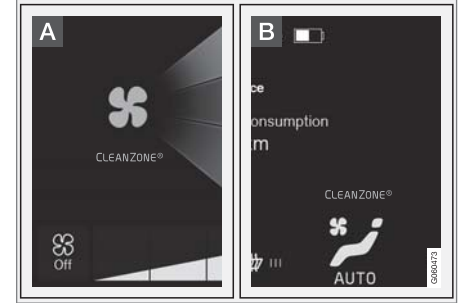 A
CLEANZONE®
Off
B
ce
onsumption
m
CLEANZONE®
AUTO
G060473